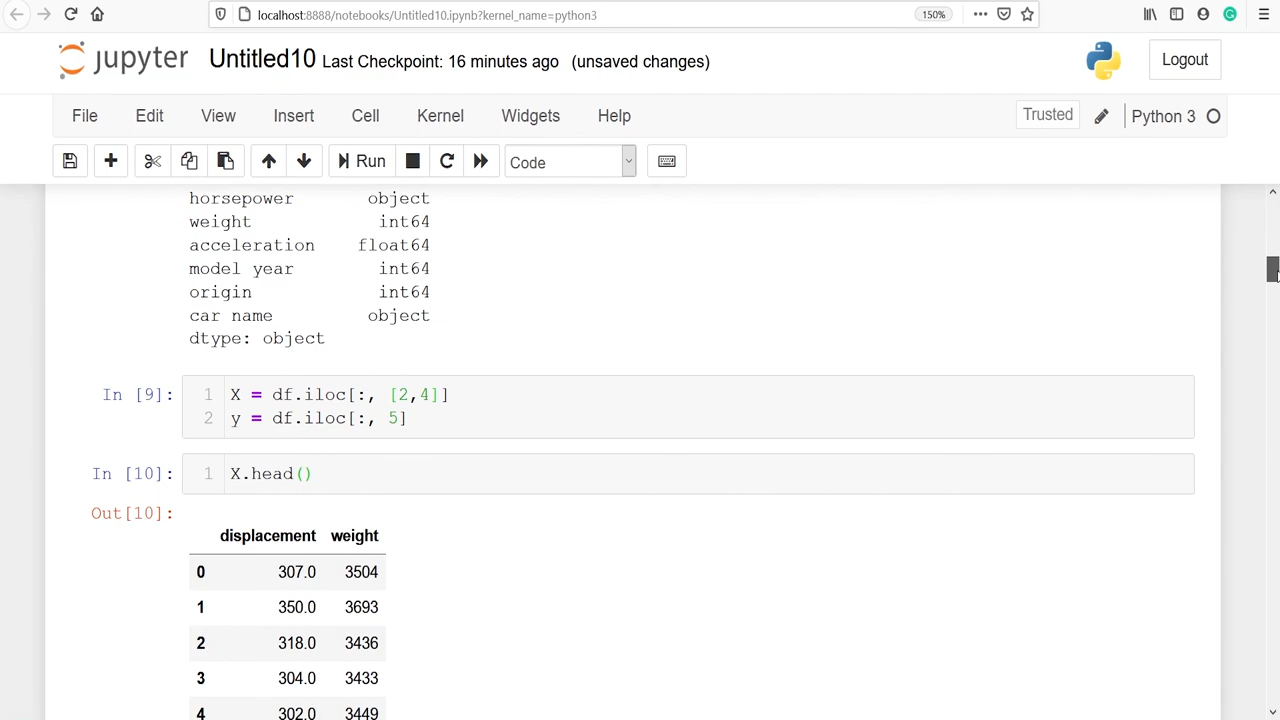 localhost:8888/notebooks/Untitled10.ipynb?kernel_name=python3 150%
jupyter Untitled10 Last Checkpoint: 16 minutes ago (unsaved changes) Logout
File Edit View Insert Cell Kernel Widgets Help Trusted Python 3
Run Code
horsepower object
weight int64
acceleration float64
model year int64
origin int64
car name object
dtype: object
In [9]: 1 X = df.iloc[:, [2,4]]
2 y = df.iloc[:, 5]
In [10]: 1 X.head()
Out[10]:
displacement weight
0 307.0 3504
1 350.0 3693
2 318.0 3436
3 304.0 3433
4 302.0 3449